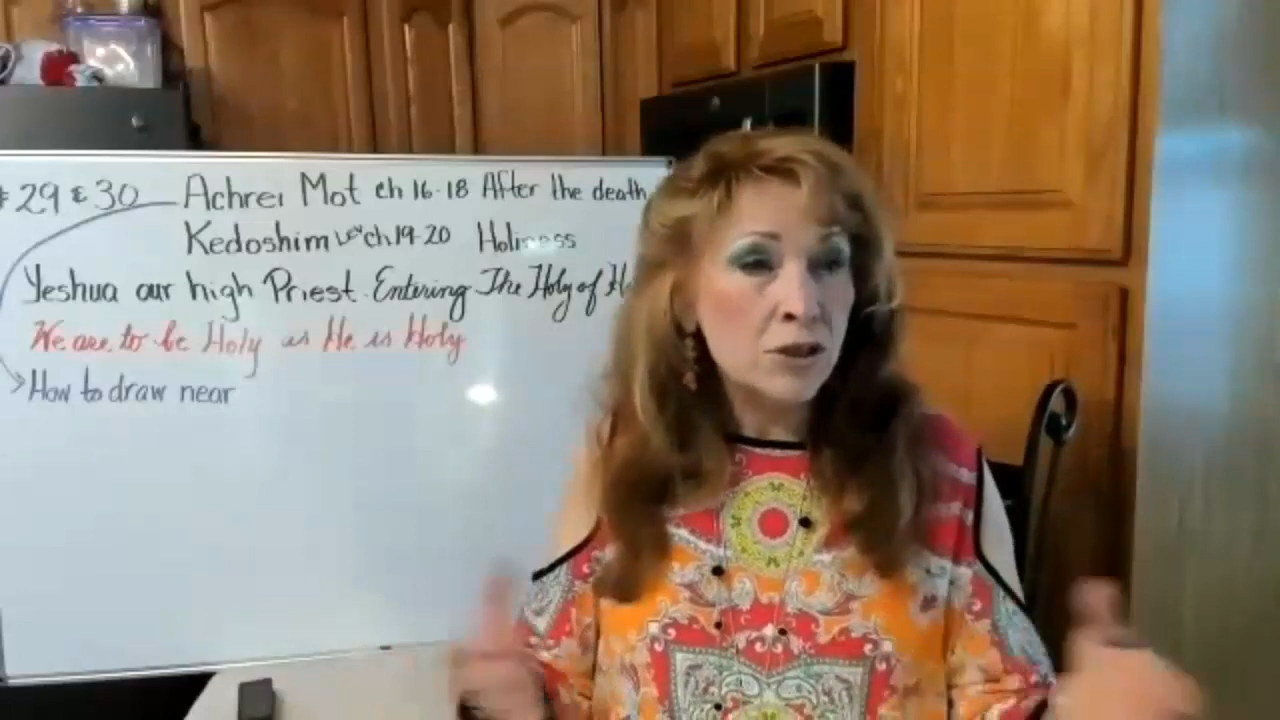 # 29 & 30 Achrei Mot ch 16-18 After the death
Kedoshim Lev ch 19-20 Holiness
Yeshua our high Priest. Entering The Holy of Ho
We are to be Holy as He is Holy
How to draw near